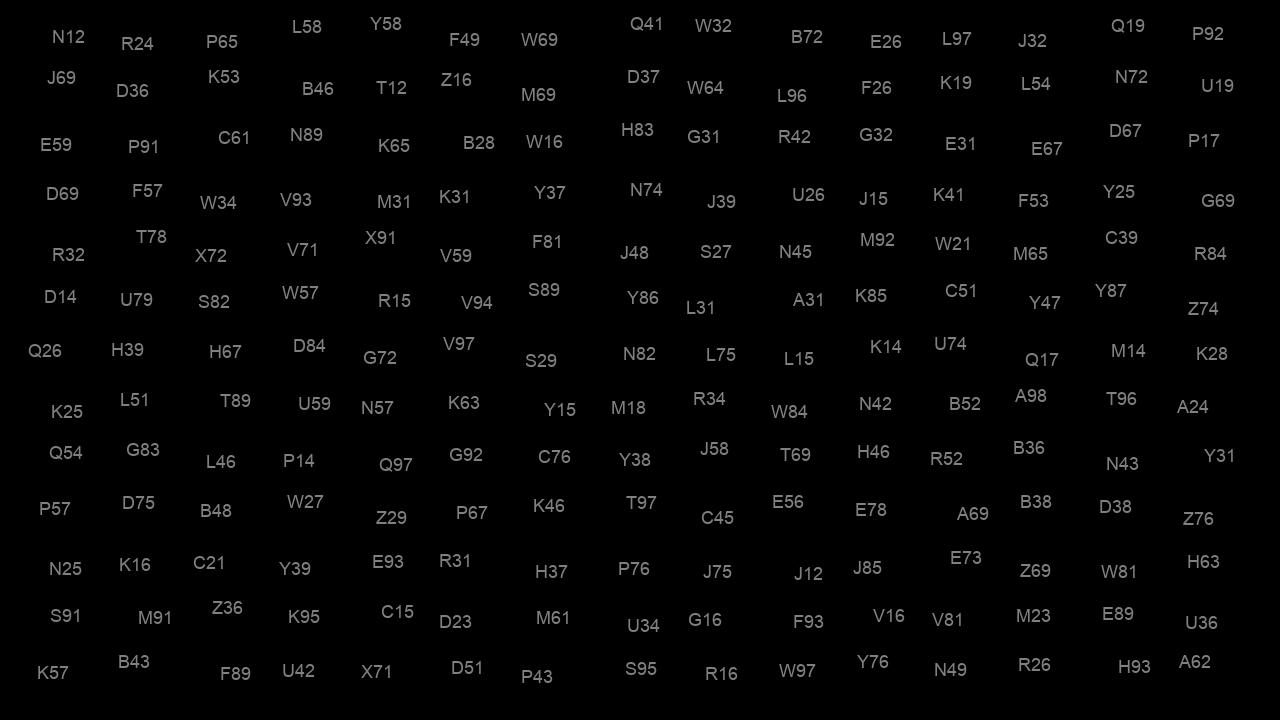 N12 R24 P65 L58 Y58 F49 W69 Q41 W32 B72 E26 L97 J32 Q19 P92
J69 D36 K53 B46 T12 Z16 M69 D37 W64 L96 F26 K19 L54 N72 U19
E59 P91 C61 N89 K65 B28 W16 H83 G31 R42 G32 E31 E67 D67 P17
D69 F57 W34 V93 M31 K31 Y37 N74 J39 U26 J15 K41 F53 Y25 G69
R32 T78 X72 V71 X91 V59 F81 J48 S27 N45 M92 W21 M65 C39 R84
D14 U79 S82 W57 R15 V94 S89 Y86 L31 A31 K85 C51 Y47 Y87 Z74
Q26 H39 H67 D84 G72 V97 S29 N82 L75 L15 K14 U74 Q17 M14 K28
K25 L51 T89 U59 N57 K63 Y15 M18 R34 W84 N42 B52 A98 T96 A24
Q54 G83 L46 P14 Q97 G92 C76 Y38 J58 T69 H46 R52 B36 N43 Y31
P57 D75 B48 W27 Z29 P67 K46 T97 C45 E56 E78 A69 B38 D38 Z76
N25 K16 C21 Y39 E93 R31 H37 P76 J75 J12 J85 E73 Z69 W81 H63
S91 M91 Z36 K95 C15 D23 M61 U34 G16 F93 V16 V81 M23 E89 U36
K57 B43 F89 U42 X71 D51 P43 S95 R16 W97 Y76 N49 R26 H93 A62